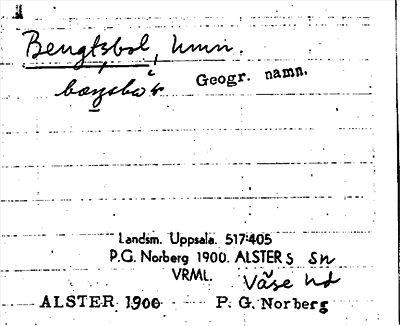 Bengtsbol, hmn.
Geogr. namn.
Landsm. Uppsala. 517:405
P.G. Norberg 1900. ALSTERs sn
VRML. Väse hd
ALSTER 1900 P. G. Norberg